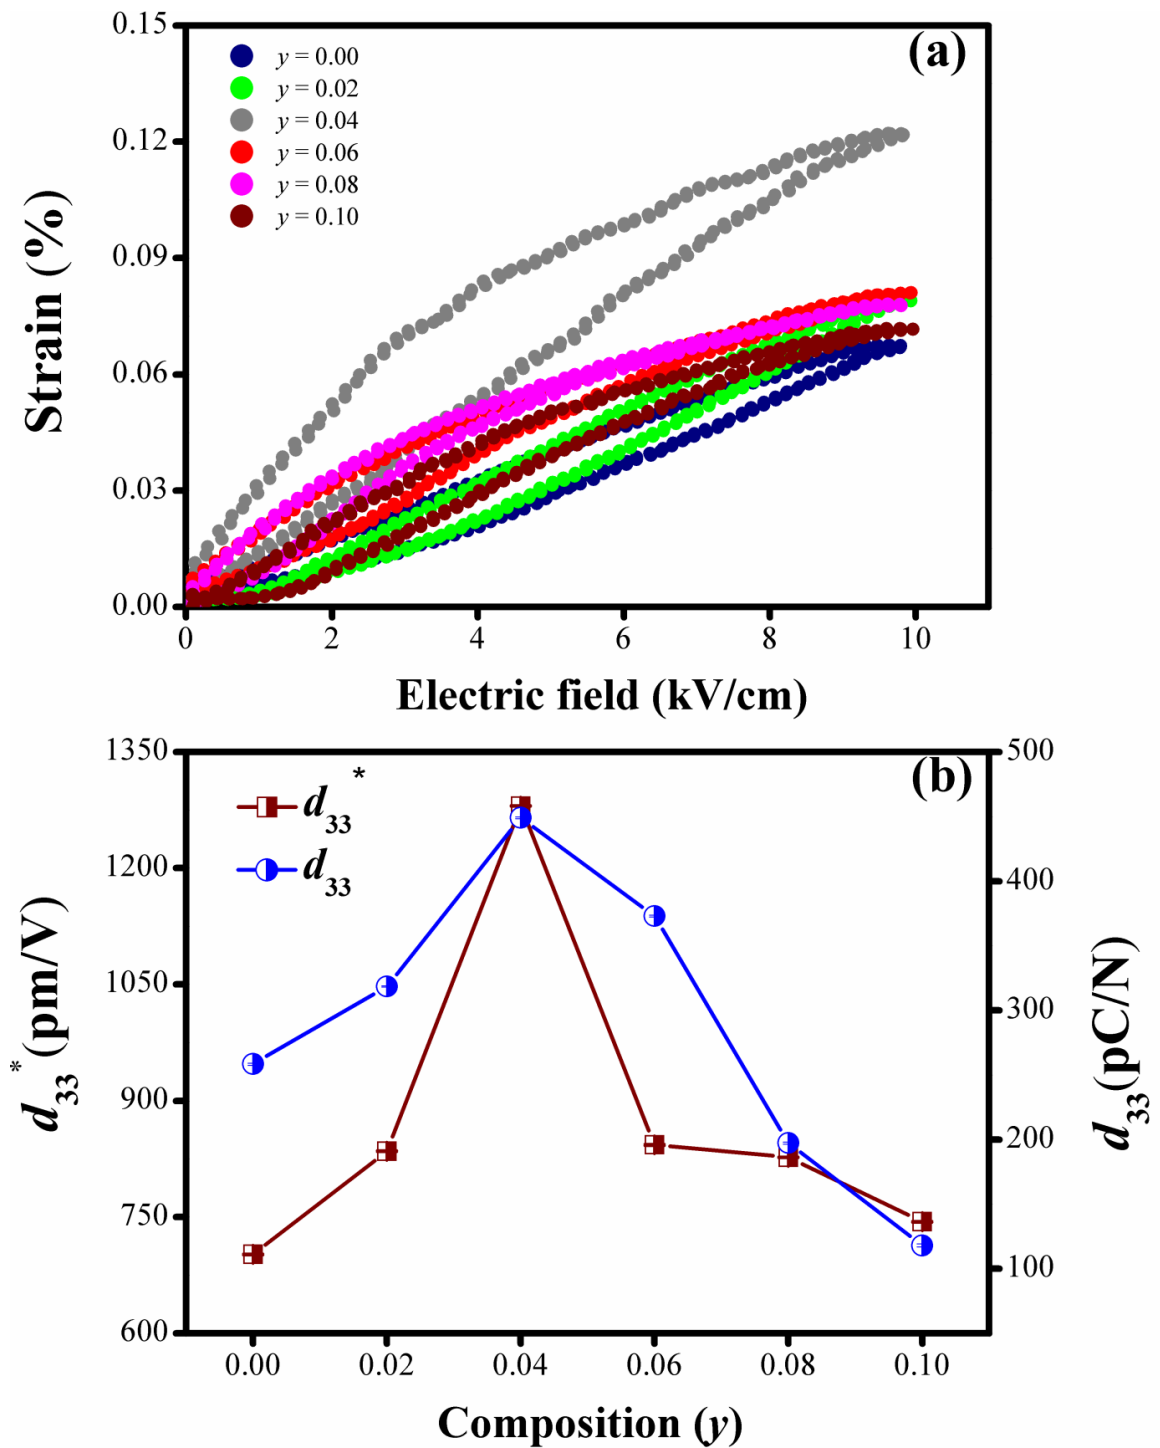 (a)
y = 0.00
y = 0.02
y = 0.04
y = 0.06
y = 0.08
y = 0.10
0.15
0.12
0.09
0.06
0.03
0.00
Strain (%)
0 2 4 6 8 10
Electric field (kV/cm)
(b)
d33*
d33
1350
1200
1050
900
750
600
d33* (pm/V)
500
400
300
200
100
d33 (pC/N)
0.00 0.02 0.04 0.06 0.08 0.10
Composition (y)